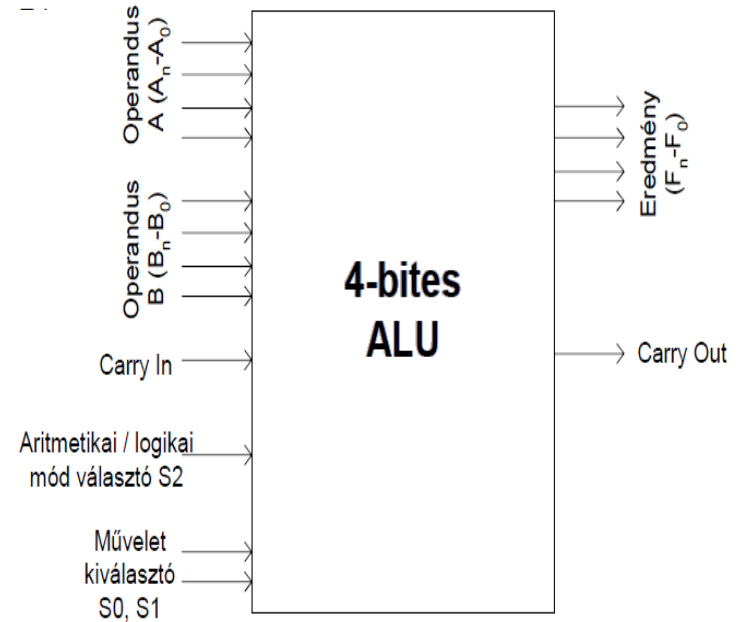 Operandus
A (Aₙ-A₀)
Operandus
B (Bₙ-B₀)
Carry In
Aritmetikai / logikai
mód választó S2
Művelet
kiválasztó
S0, S1
4-bites
ALU
Eredmény
(Fₙ-F₀)
Carry Out